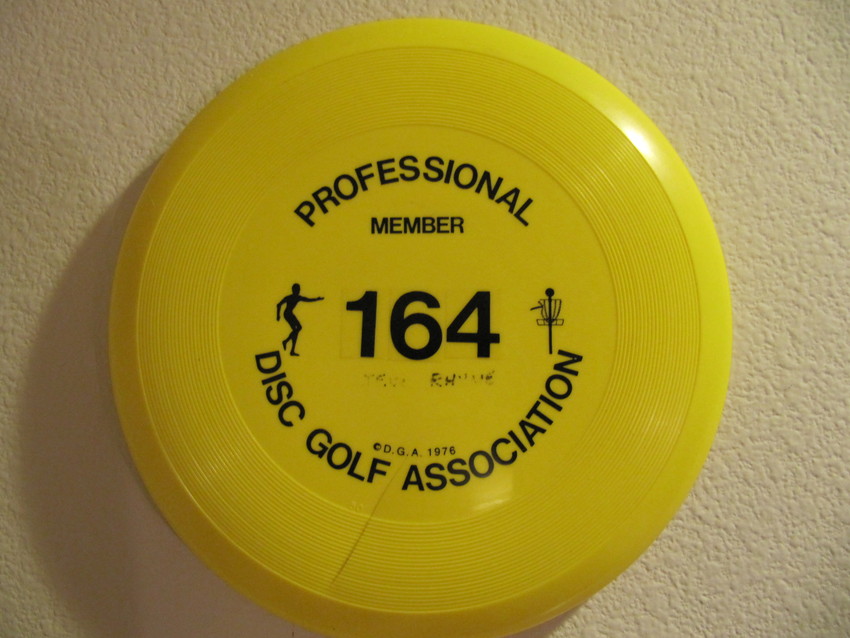 PROFESSIONAL
MEMBER
164
©D.G.A. 1976
DISC GOLF ASSOCIATION